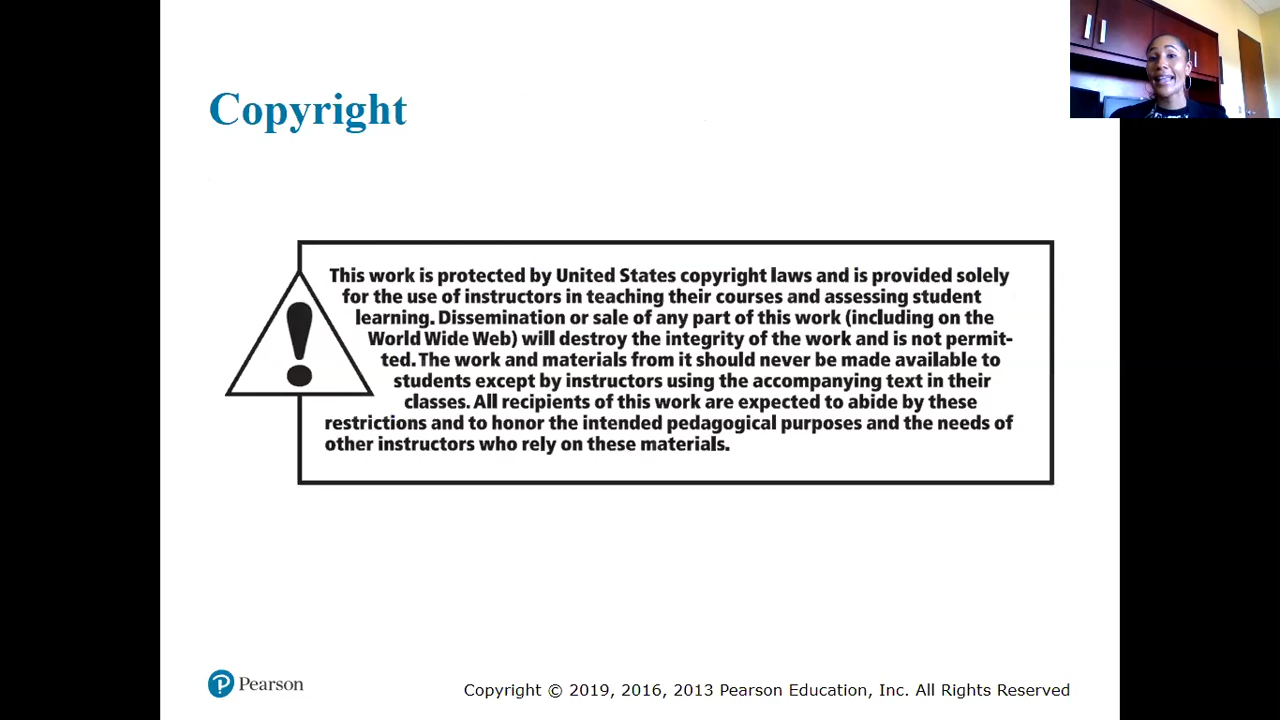 Copyright
This work is protected by United States copyright laws and is provided solely
for the use of instructors in teaching their courses and assessing student
learning. Dissemination or sale of any part of this work (including on the
World Wide Web) will destroy the integrity of the work and is not permit-
ted. The work and materials from it should never be made available to
students except by instructors using the accompanying text in their
classes. All recipients of this work are expected to abide by these
restrictions and to honor the intended pedagogical purposes and the needs of
other instructors who rely on these materials.
Pearson
Copyright © 2019, 2016, 2013 Pearson Education, Inc. All Rights Reserved